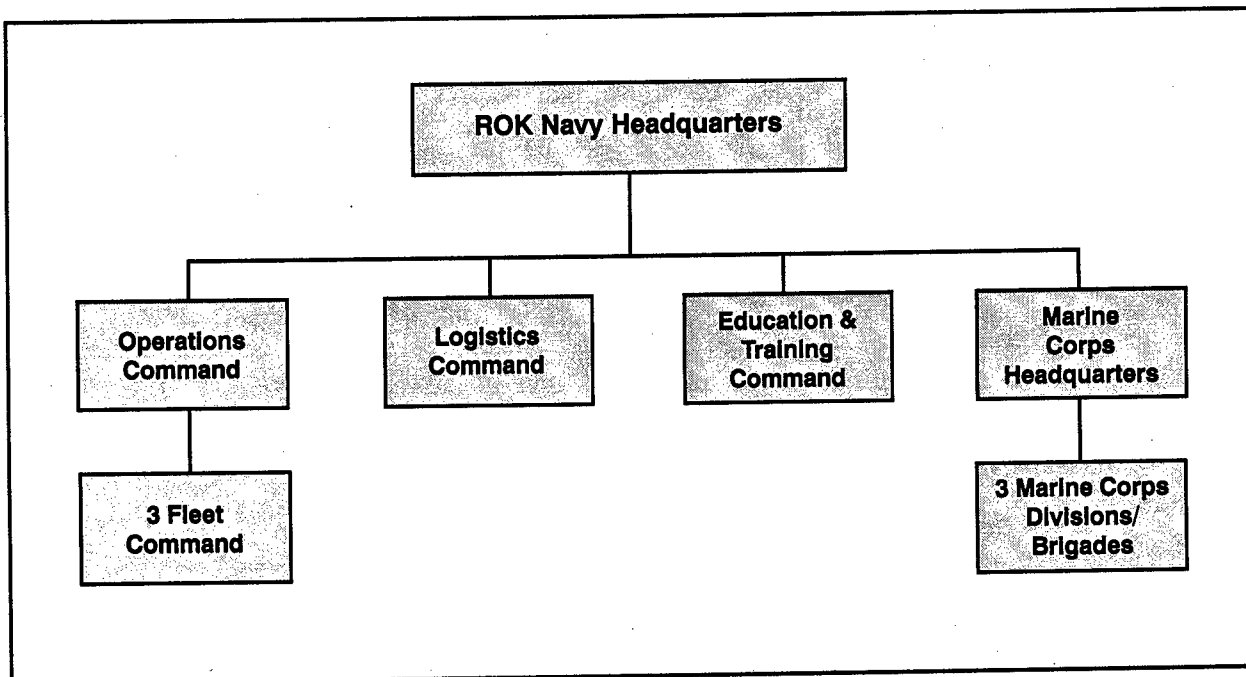 ROK Navy Headquarters
Operations
Command
Logistics
Command
Education &
Training
Command
Marine
Corps
Headquarters
3 Fleet
Command
3 Marine Corps
Divisions/
Brigades